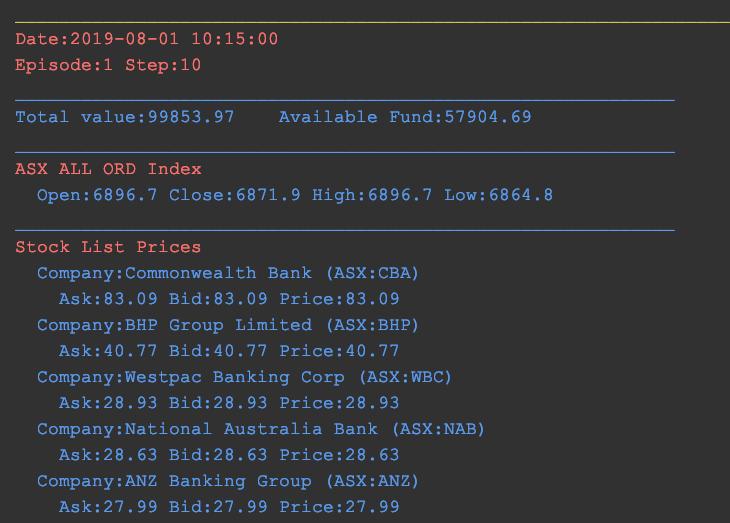 Date:2019-08-01 10:15:00
Episode:1 Step:10
Total value:99853.97 Available Fund:57904.69
ASX ALL ORD Index
Open:6896.7 Close:6871.9 High:6896.7 Low:6864.8
Stock List Prices
Company:Commonwealth Bank (ASX:CBA)
Ask:83.09 Bid:83.09 Price:83.09
Company:BHP Group Limited (ASX:BHP)
Ask:40.77 Bid:40.77 Price:40.77
Company:Westpac Banking Corp (ASX:WBC)
Ask:28.93 Bid:28.93 Price:28.93
Company:National Australia Bank (ASX:NAB)
Ask:28.63 Bid:28.63 Price:28.63
Company:ANZ Banking Group (ASX:ANZ)
Ask:27.99 Bid:27.99 Price:27.99